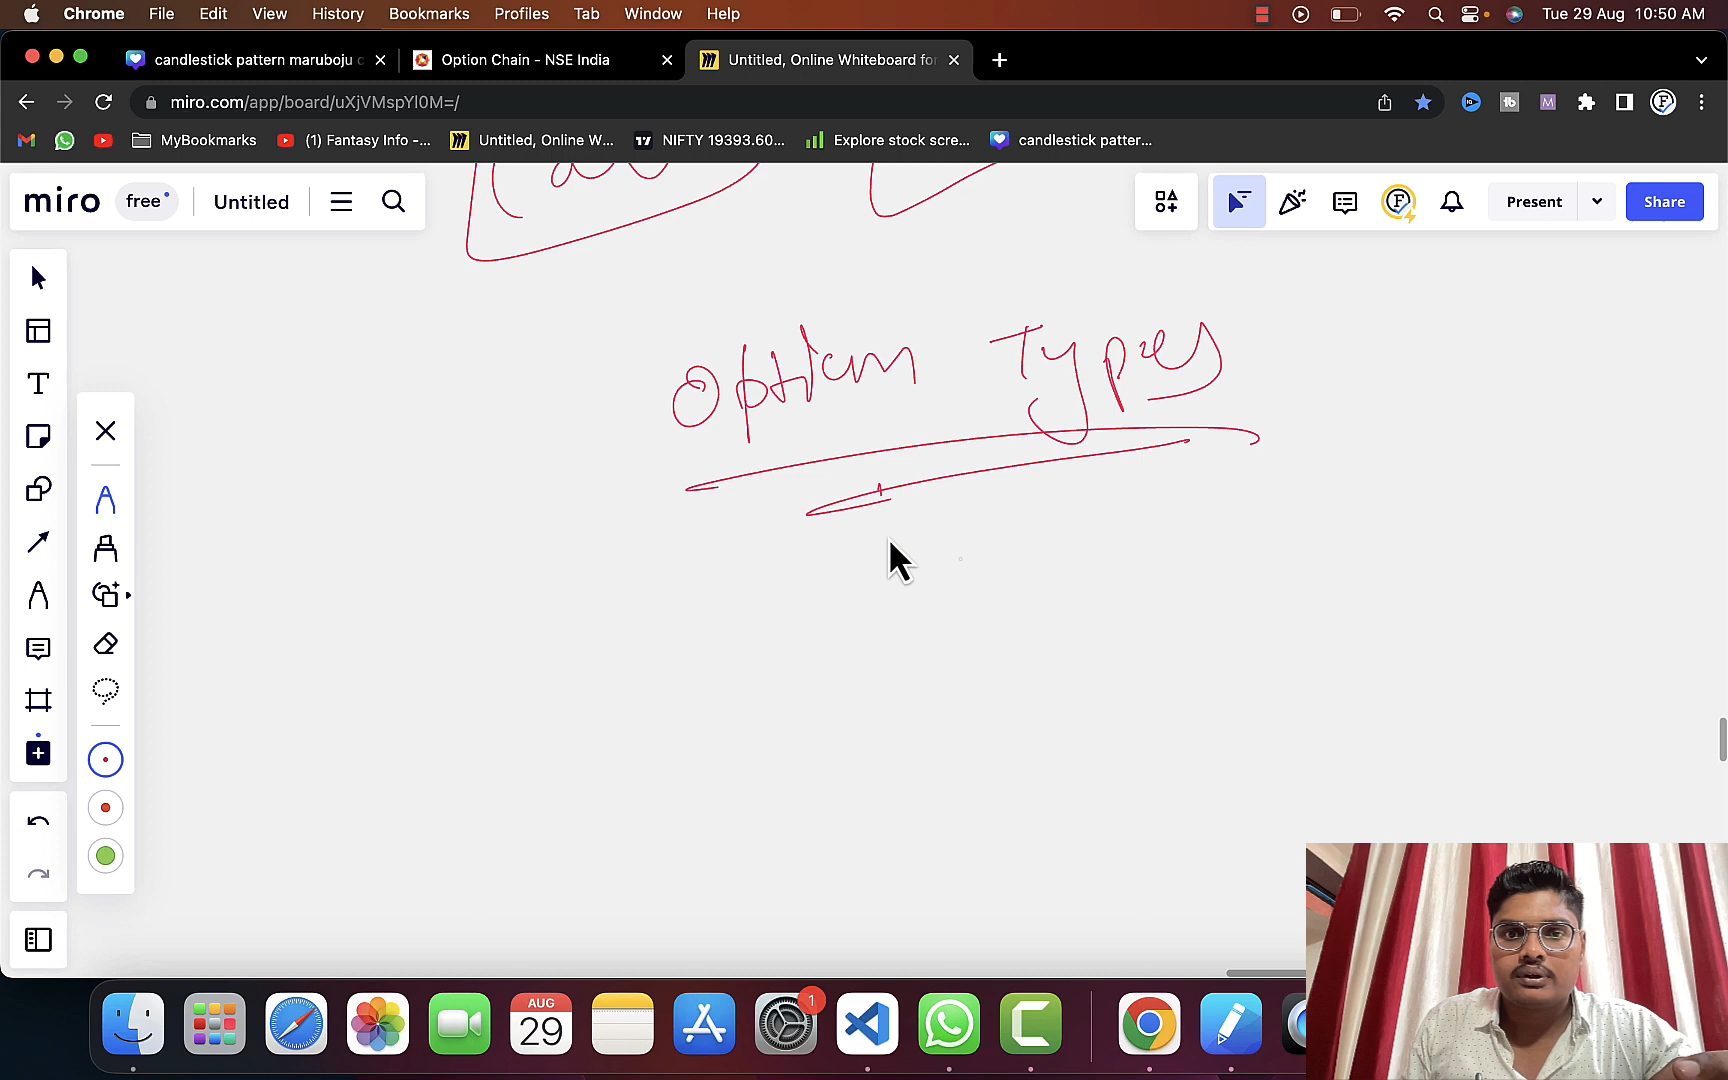 Chrome File Edit View History Bookmarks Profiles Tab Window Help Tue 29 Aug 10:50 AM
candlestick pattern maruboju c Option Chain - NSE India Untitled, Online Whiteboard for
miro.com/app/board/uXjVMspYl0M=/
MyBookmarks (1) Fantasy Info -... Untitled, Online W... NIFTY 19393.60... Explore stock scre... candlestick patter...
miro free Untitled Present Share
Option Types
AUG
29
1